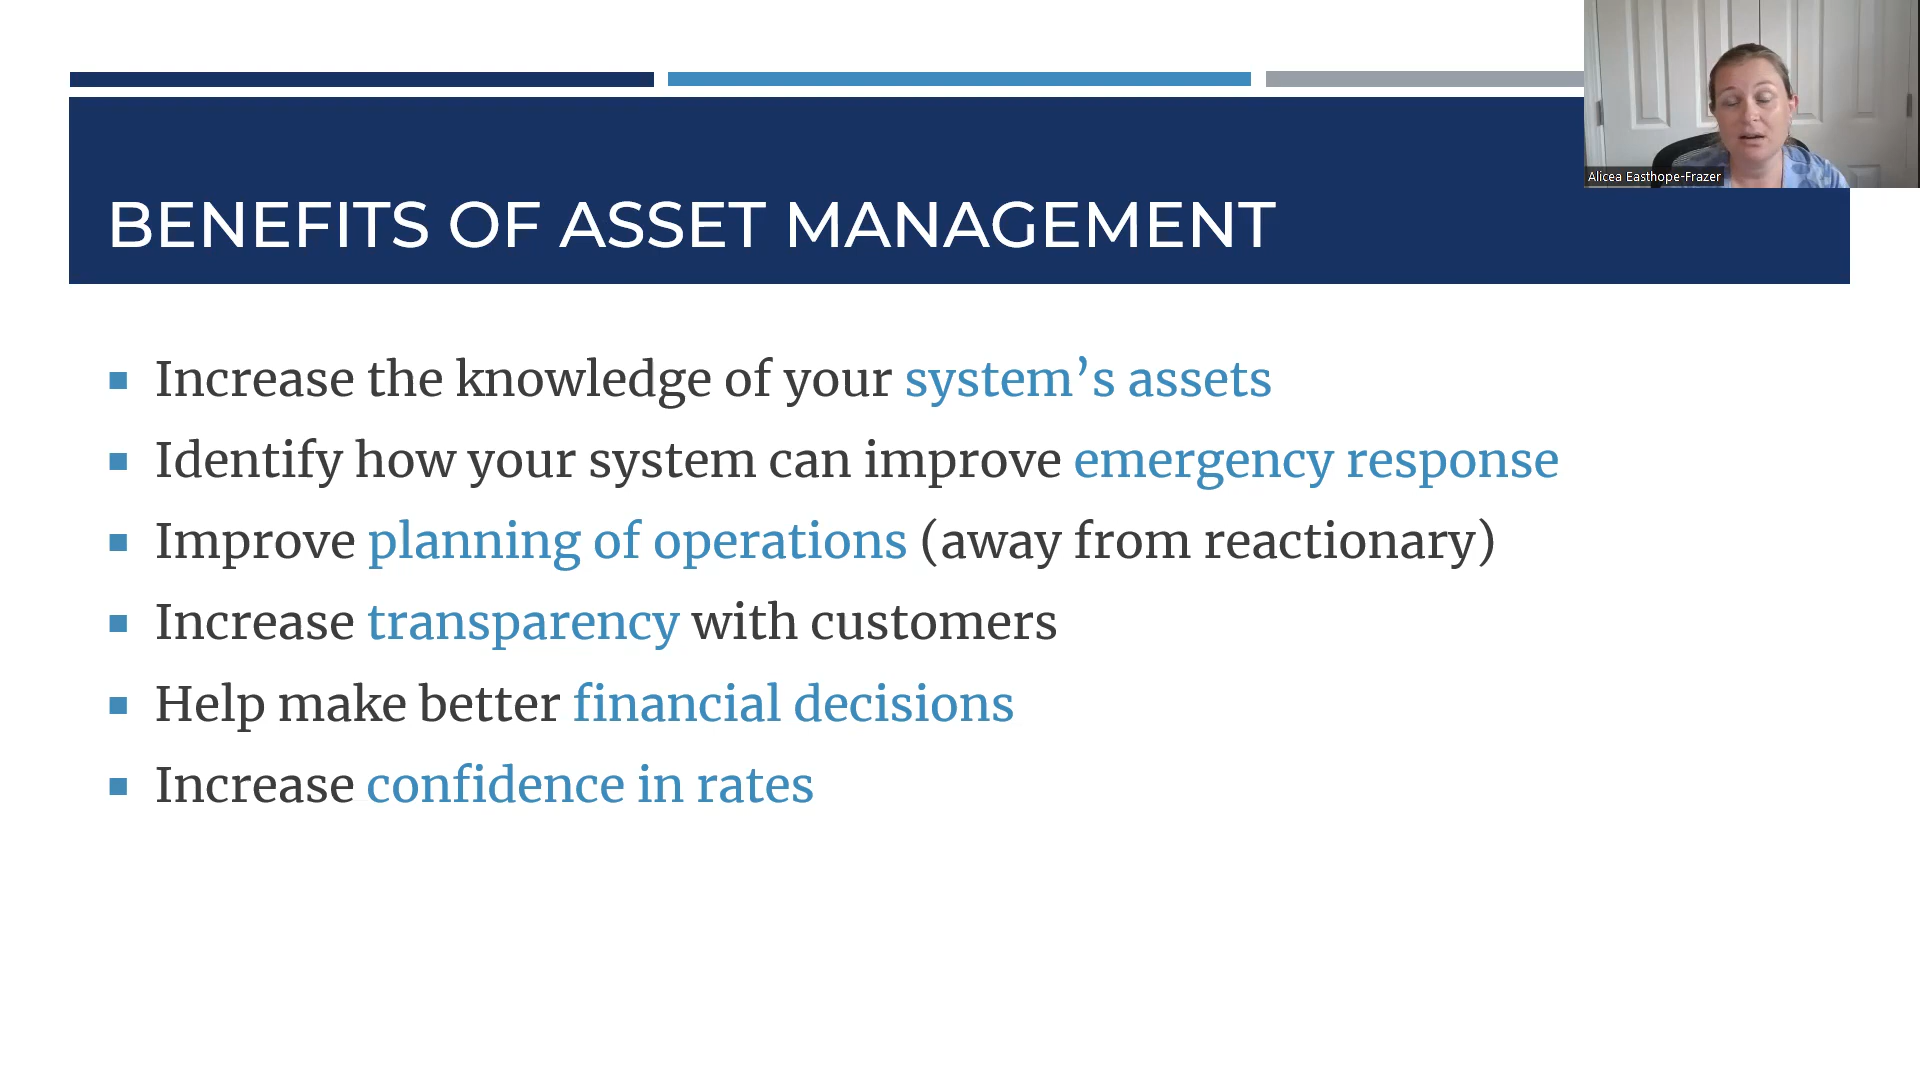 Alicea Easthope-Frazer
BENEFITS OF ASSET MANAGEMENT
Increase the knowledge of your system’s assets
Identify how your system can improve emergency response
Improve planning of operations (away from reactionary)
Increase transparency with customers
Help make better financial decisions
Increase confidence in rates